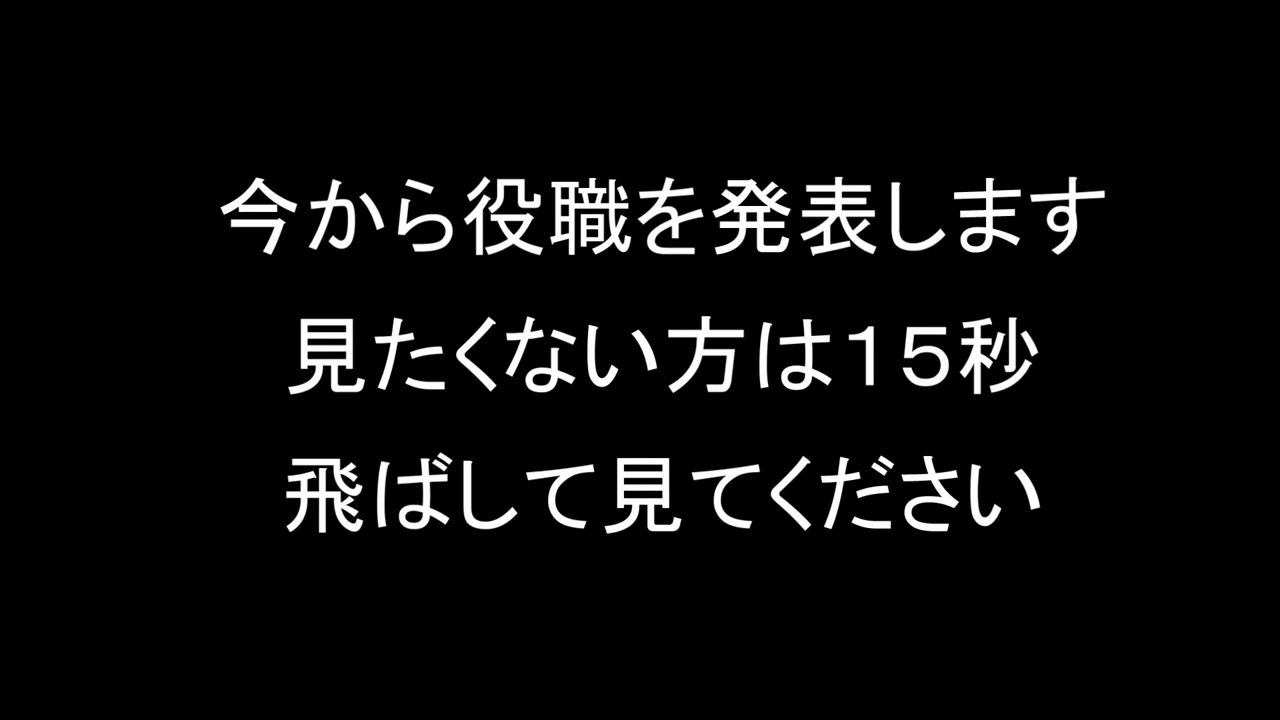 今から役職を発表します
見たくない方は１５秒
飛ばして見てください